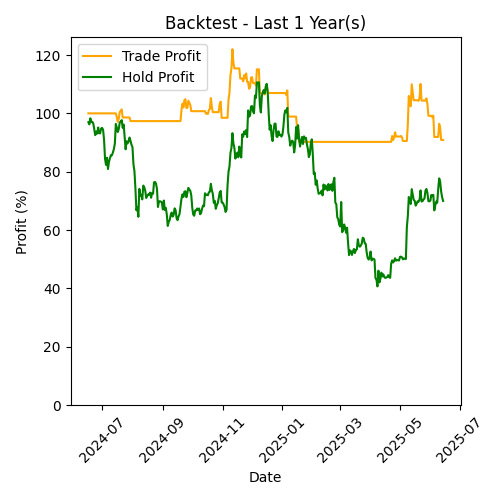 Backtest - Last 1 Year(s)
Trade Profit
Hold Profit
Profit (%)
120
100
80
60
40
20
0
2024-07
2024-09
2024-11
2025-01
2025-03
2025-05
2025-07
Date